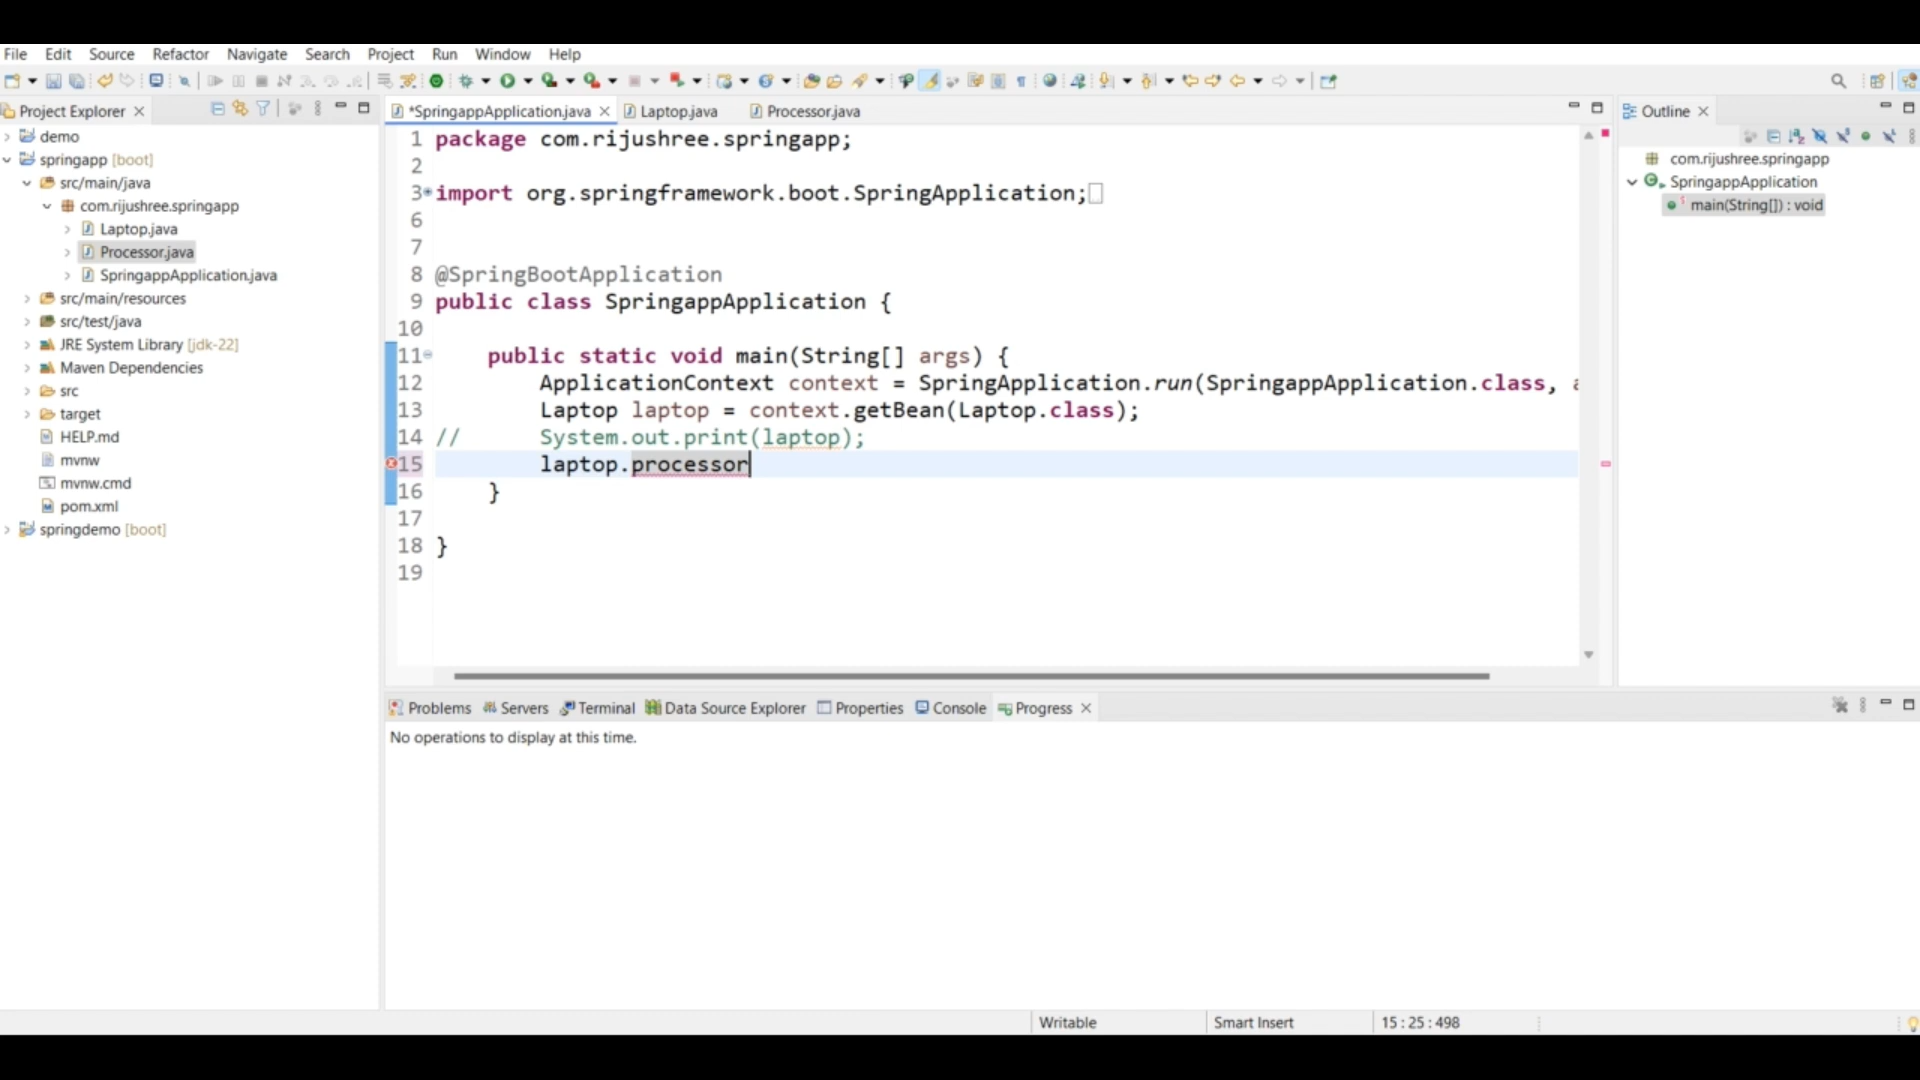 File Edit Source Refactor Navigate Search Project Run Window Help
Project Explorer
demo
springapp [boot]
src/main/java
com.rijushree.springapp
Laptop.java
Processor.java
SpringappApplication.java
src/main/resources
src/test/java
JRE System Library [jdk-22]
Maven Dependencies
src
target
HELP.md
mvnw
mvnw.cmd
pom.xml
springdemo [boot]
*SpringappApplication.java Laptop.java Processor.java
1 package com.rijushree.springapp;
2
3 import org.springframework.boot.SpringApplication;
6
7
8 @SpringBootApplication
9 public class SpringappApplication {
10
11 public static void main(String[] args) {
12 ApplicationContext context = SpringApplication.run(SpringappApplication.class, a
13 Laptop laptop = context.getBean(Laptop.class);
14 // System.out.print(laptop);
15 laptop.processor
16 }
17
18 }
19
Outline
com.rijushree.springapp
SpringappApplication
main(String[]) : void
Problems Servers Terminal Data Source Explorer Properties Console Progress
No operations to display at this time.
Writable Smart Insert 15 : 25 : 498